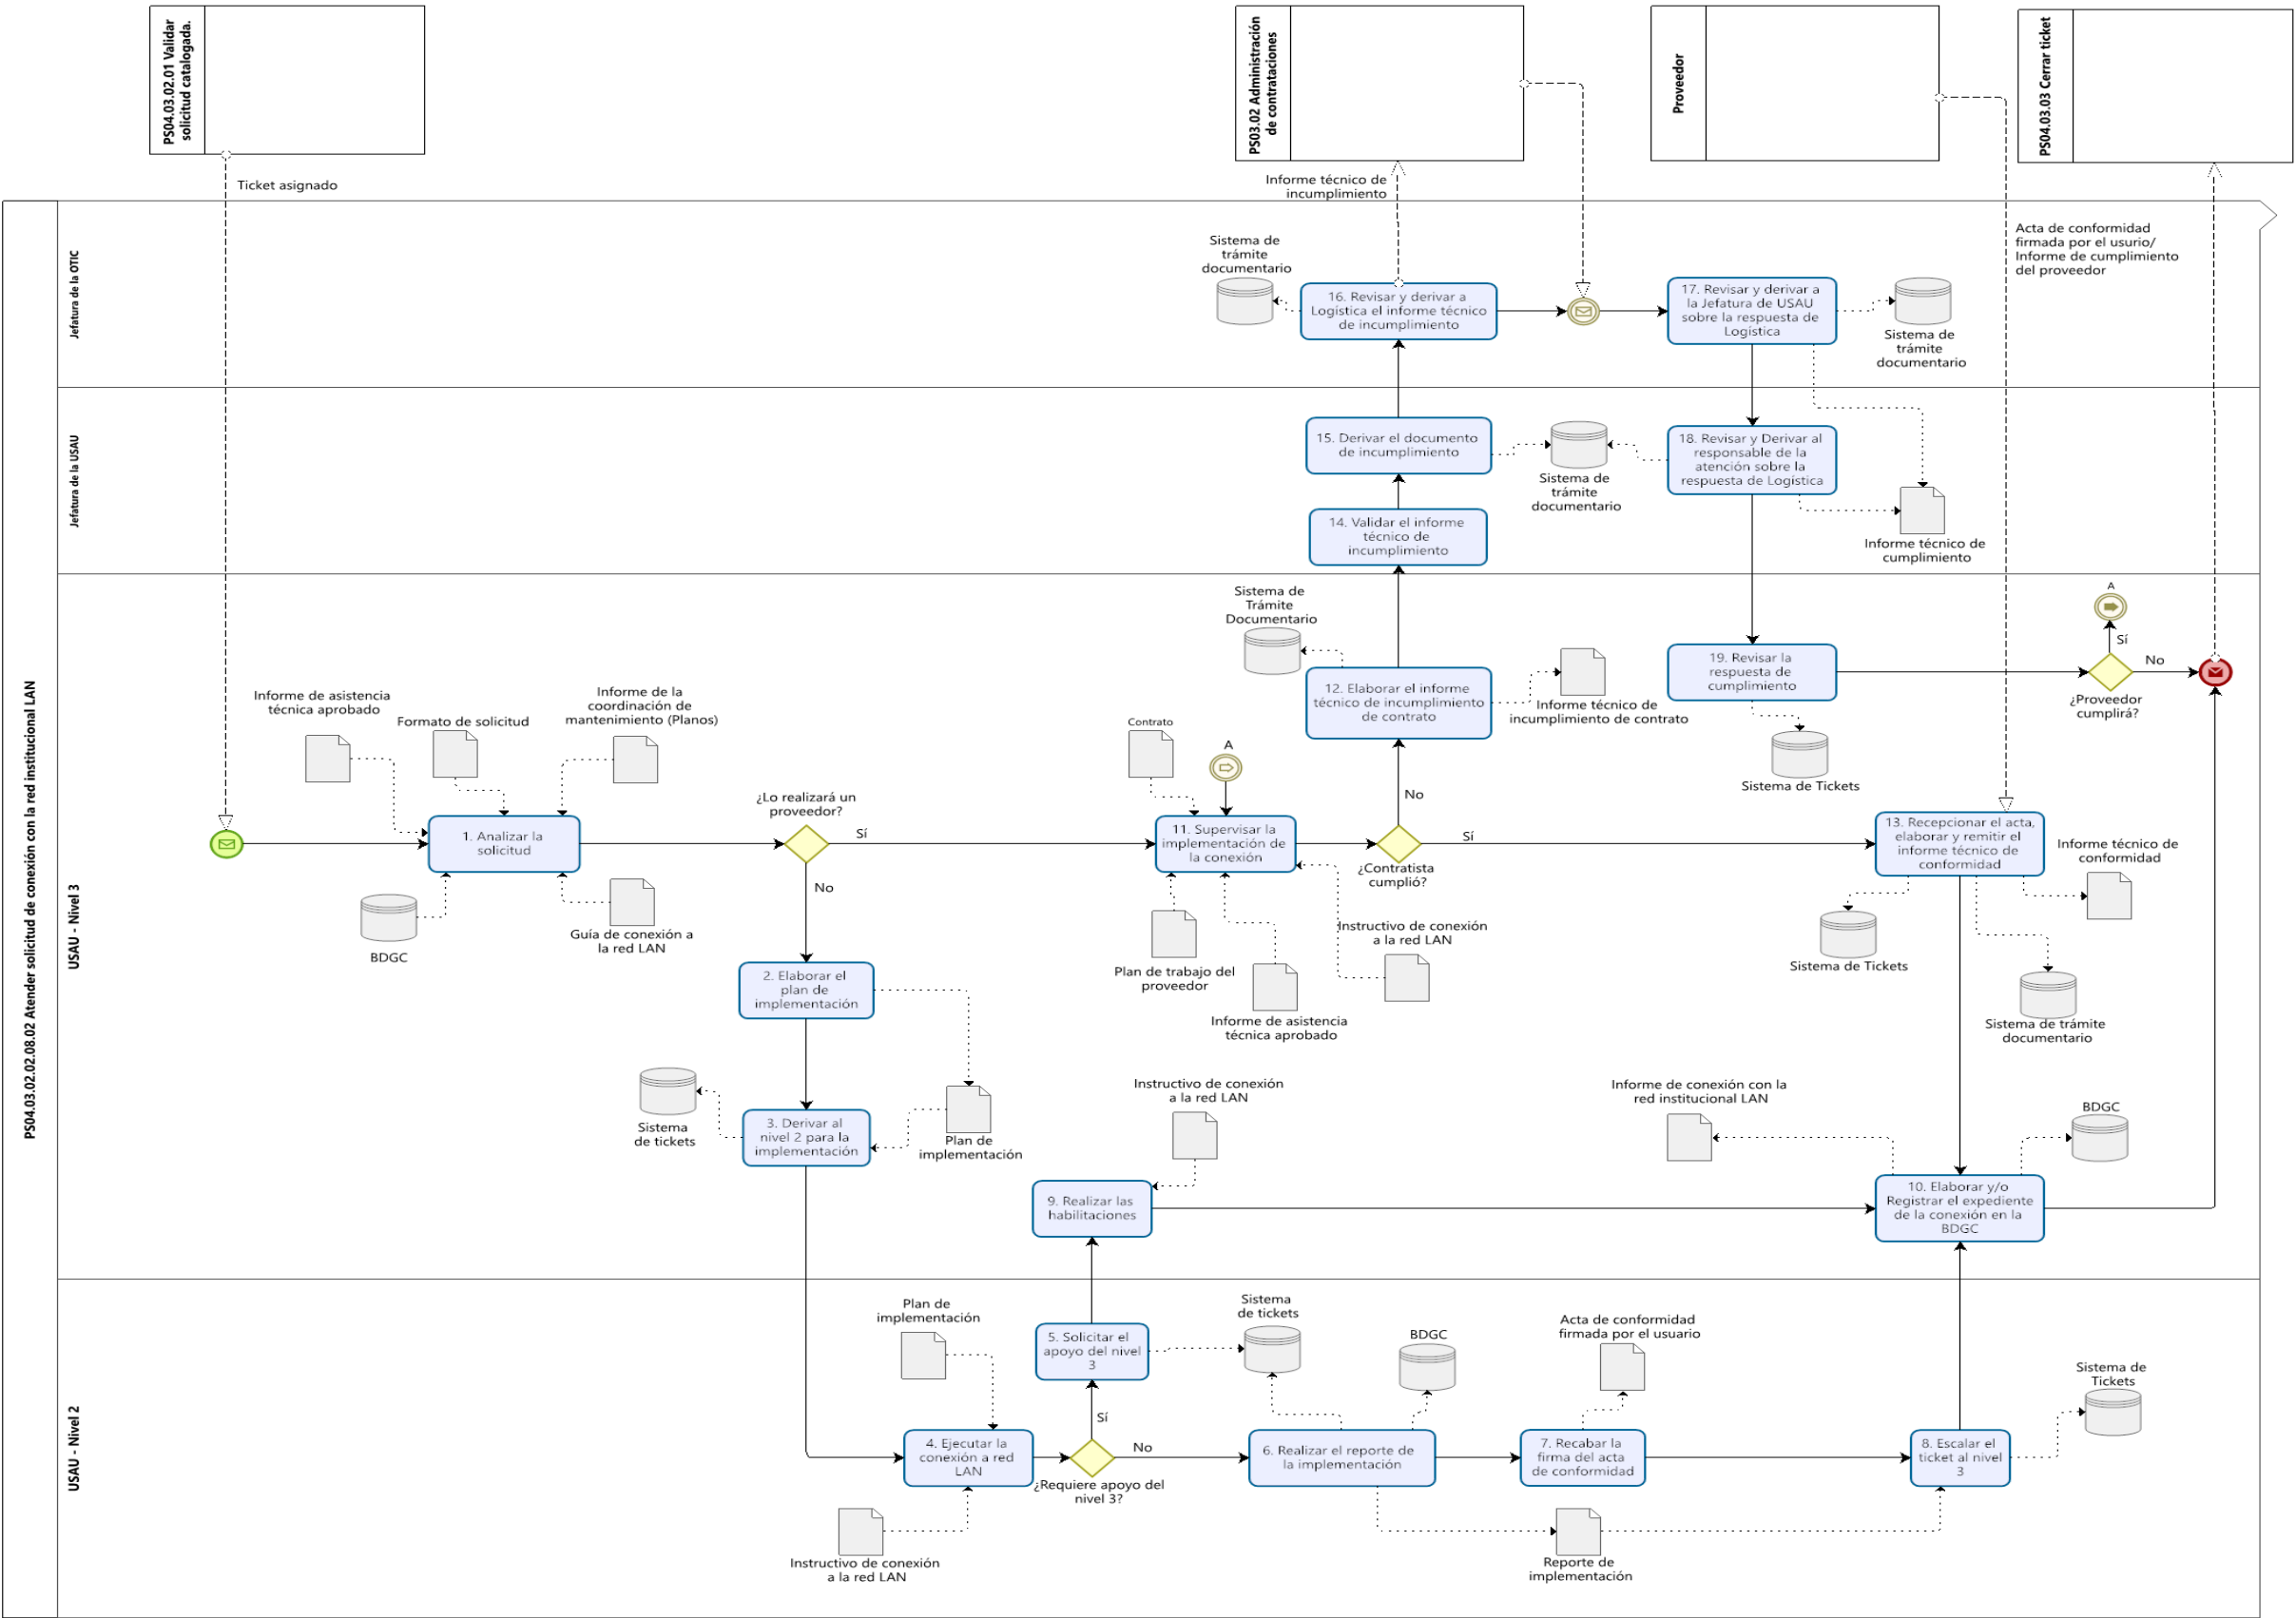 PS04.03.02.01 Validar
solicitud catalogada.
PS03.02 Administración
de contrataciones
Proveedor
PS04.03.03 Cerrar ticket
Ticket asignado
Informe técnico de
incumplimiento
Acta de conformidad
firmada por el usurio/
Informe de cumplimiento
del proveedor
PS04.03.02.02.08.02 Atender solicitud de conexión con la red institucional LAN
Jefatura de la OTIC
Sistema de
trámite
documentario
16. Revisar y derivar a
Logística el informe técnico
de incumplimiento
17. Revisar y derivar a
la Jefatura de USAU
sobre la respuesta de
Logística
Sistema de
trámite
documentario
Jefatura de la USAU
15. Derivar el documento
de incumplimiento
Sistema de
trámite
documentario
18. Revisar y Derivar al
responsable de la
atención sobre la
respuesta de Logística
14. Validar el informe
técnico de
incumplimiento
Informe técnico de
cumplimiento
USAU - Nivel 3
Sistema de
Trámite
Documentario
12. Elaborar el informe
técnico de incumplimiento
de contrato
Informe técnico de
incumplimiento de contrato
19. Revisar la
respuesta de
cumplimiento
Sistema de Tickets
A
Sí
No
¿Proveedor
cumplirá?
Informe de asistencia
técnica aprobado
Formato de solicitud
Informe de la
coordinación de
mantenimiento (Planos)
Contrato
A
No
¿Lo realizará un
proveedor?
Sí
1. Analizar la
solicitud
11. Supervisar la
implementación de
la conexión
¿Contratista
cumplió?
Sí
13. Recepcionar el acta,
elaborar y remitir el
informe técnico de
conformidad
Informe técnico de
conformidad
No
BDGC
Guía de conexión a
la red LAN
Plan de trabajo del
proveedor
Informe de asistencia
técnica aprobado
Instructivo de conexión
a la red LAN
Sistema de Tickets
Sistema de trámite
documentario
2. Elaborar el
plan de
implementación
Sistema
de tickets
3. Derivar al
nivel 2 para la
implementación
Plan de
implementación
Instructivo de conexión
a la red LAN
Informe de conexión con la
red institucional LAN
BDGC
9. Realizar las
habilitaciones
10. Elaborar y/o
Registrar el expediente
de la conexión en la
BDGC
USAU - Nivel 2
Plan de
implementación
5. Solicitar el
apoyo del nivel
3
Sistema
de tickets
BDGC
Acta de conformidad
firmada por el usuario
Sistema de
Tickets
Sí
4. Ejecutar la
conexión a red
LAN
¿Requiere apoyo del
nivel 3?
No
6. Realizar el reporte de
la implementación
7. Recabar la
firma del acta
de conformidad
8. Escalar el
ticket al nivel
3
Instructivo de conexión
a la red LAN
Reporte de
implementación